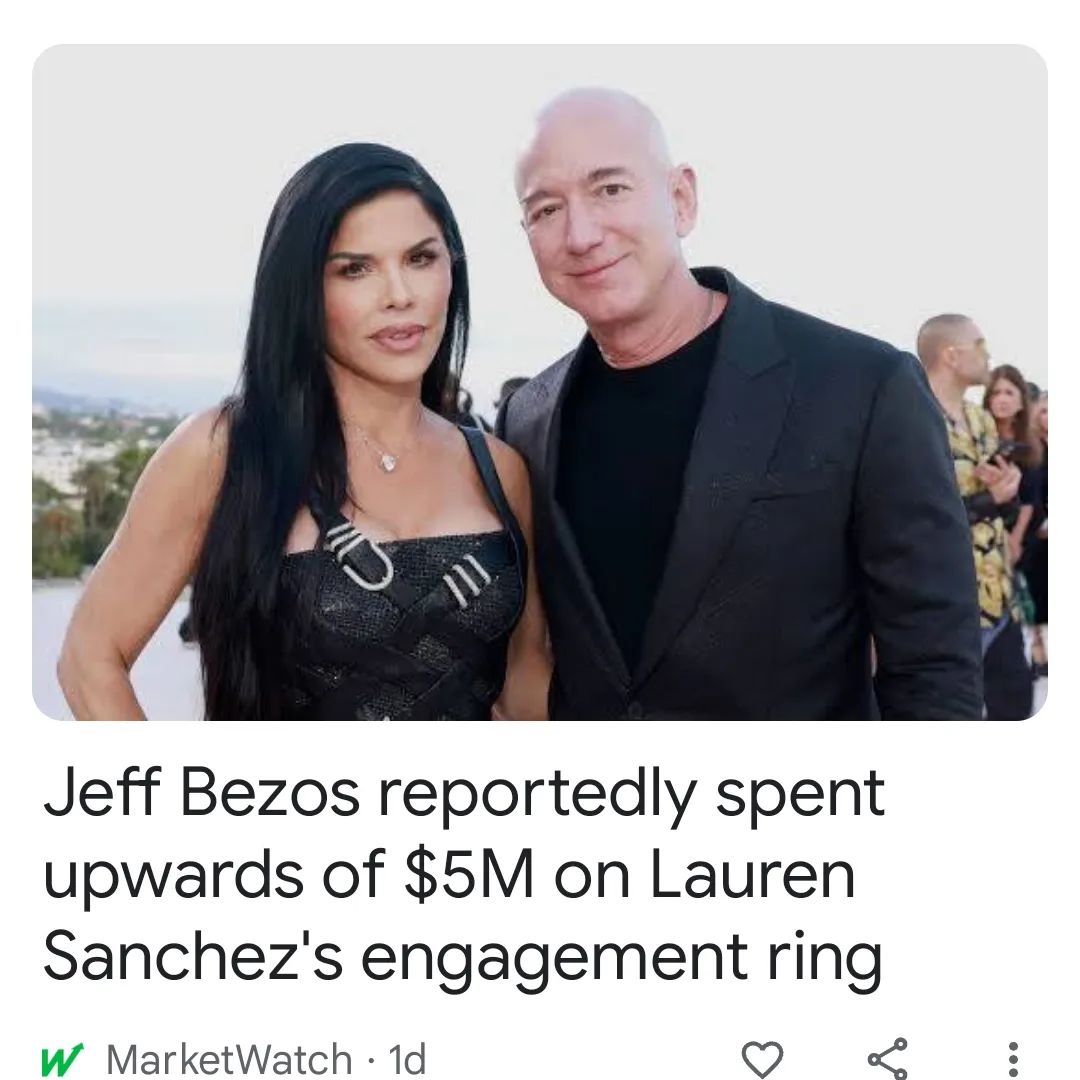 Jeff Bezos reportedly spent
upwards of $5M on Lauren
Sanchez's engagement ring
MarketWatch · 1d